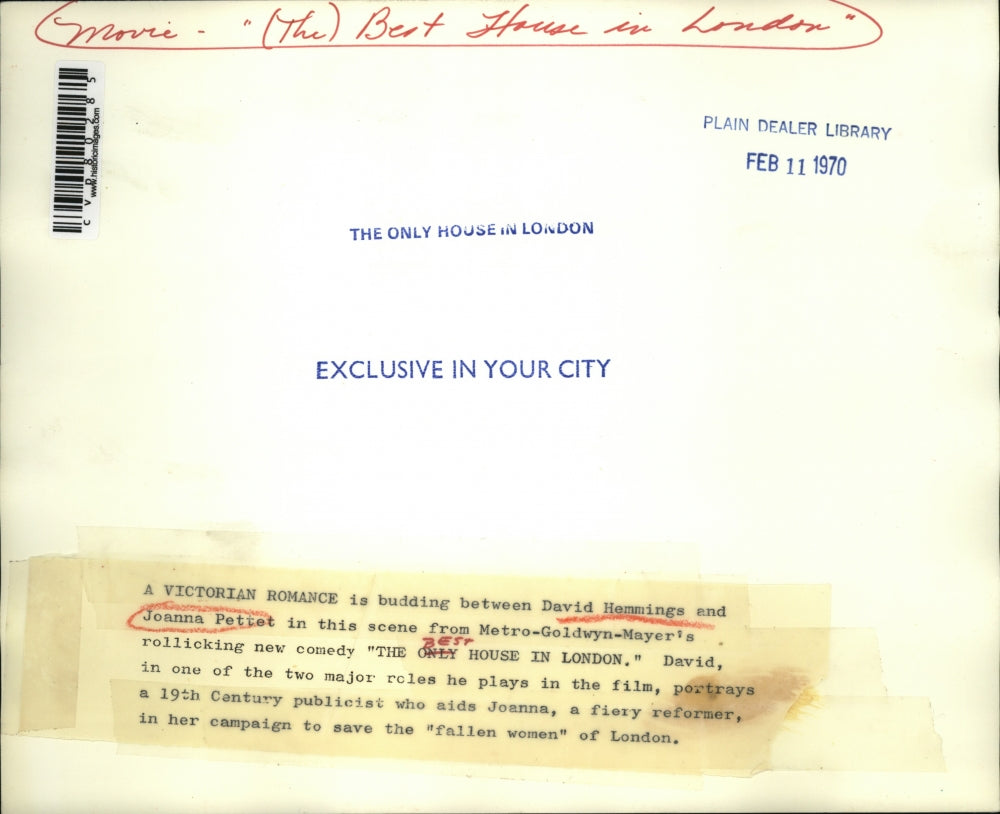 Movie - "(The) Best House in London"
CVD80285
www.historicimages.com
PLAIN DEALER LIBRARY
FEB 11 1970
THE ONLY HOUSE IN LONDON
EXCLUSIVE IN YOUR CITY
A VICTORIAN ROMANCE is budding between David Hemmings and
Joanna Pettet in this scene from Metro-Goldwyn-Mayer's
BEST
rollicking new comedy "THE ONLY HOUSE IN LONDON." David,
in one of the two major roles he plays in the film, portrays
a 19th Century publicist who aids Joanna, a fiery reformer,
in her campaign to save the "fallen women" of London.